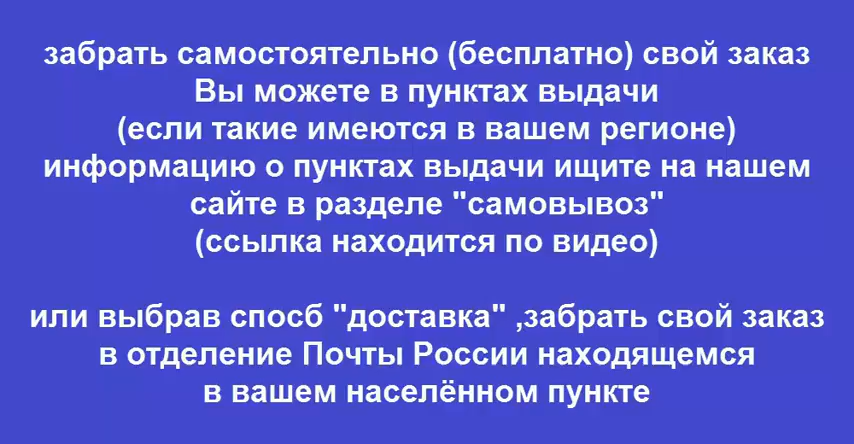 забрать самостоятельно (бесплатно) свой заказ
Вы можете в пунктах выдачи
(если такие имеются в вашем регионе)
информацию о пунктах выдачи ищите на нашем
сайте в разделе "самовывоз"
(ссылка находится по видео)
или выбрав спосб "доставка" ,забрать свой заказ
в отделение Почты России находящемся
в вашем населённом пункте